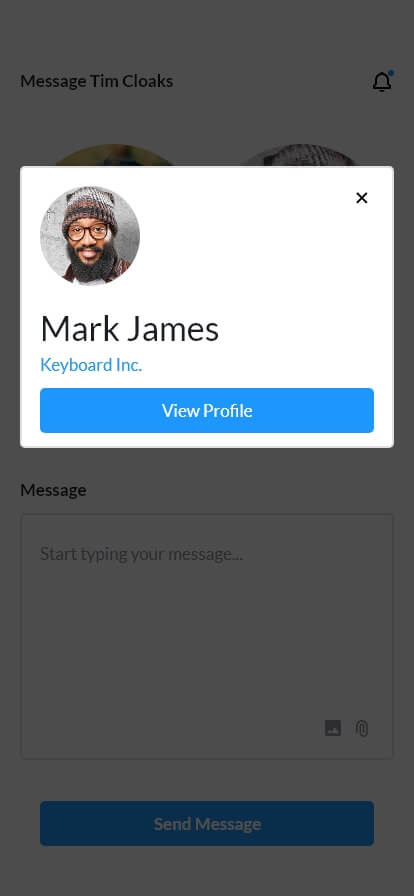 Message Tim Cloaks
Mark James
Keyboard Inc.
View Profile
Message
Start typing your message...
Send Message